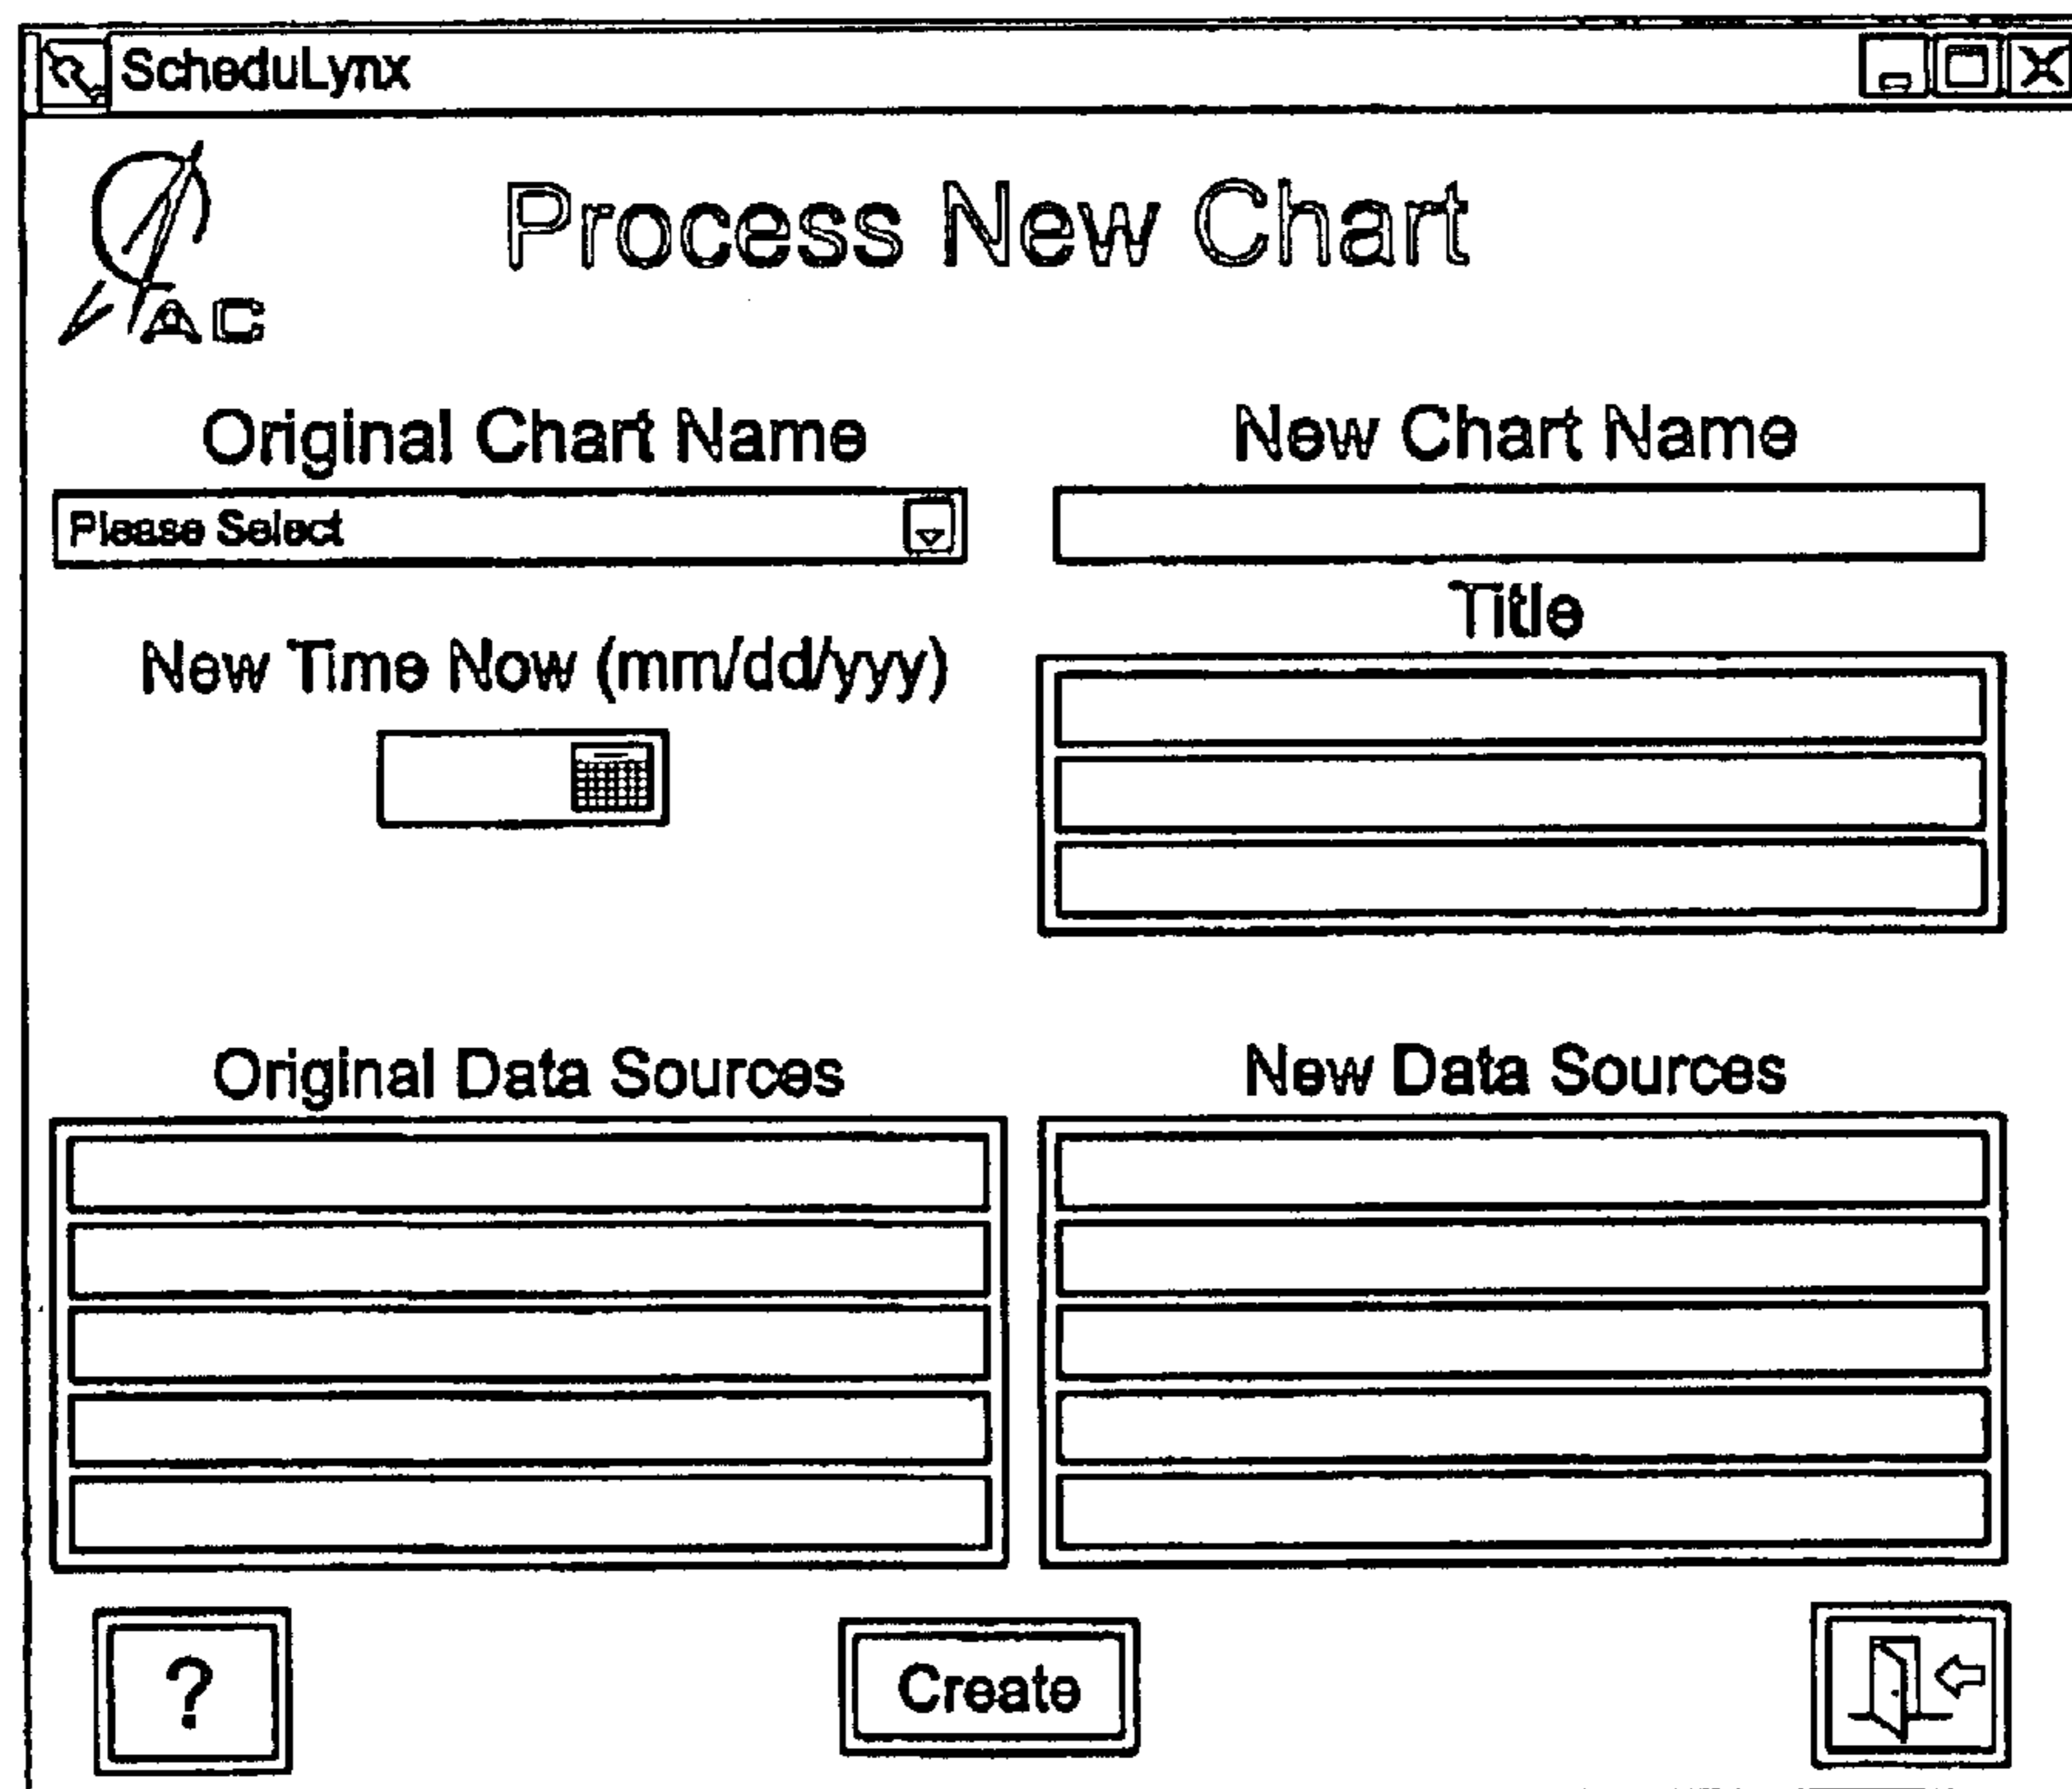 ScheduLynx
Process New Chart
AC
Original Chart Name
New Chart Name
Please Select
Title
New Time Now (mm/dd/yyy)
Original Data Sources
New Data Sources
?
Create